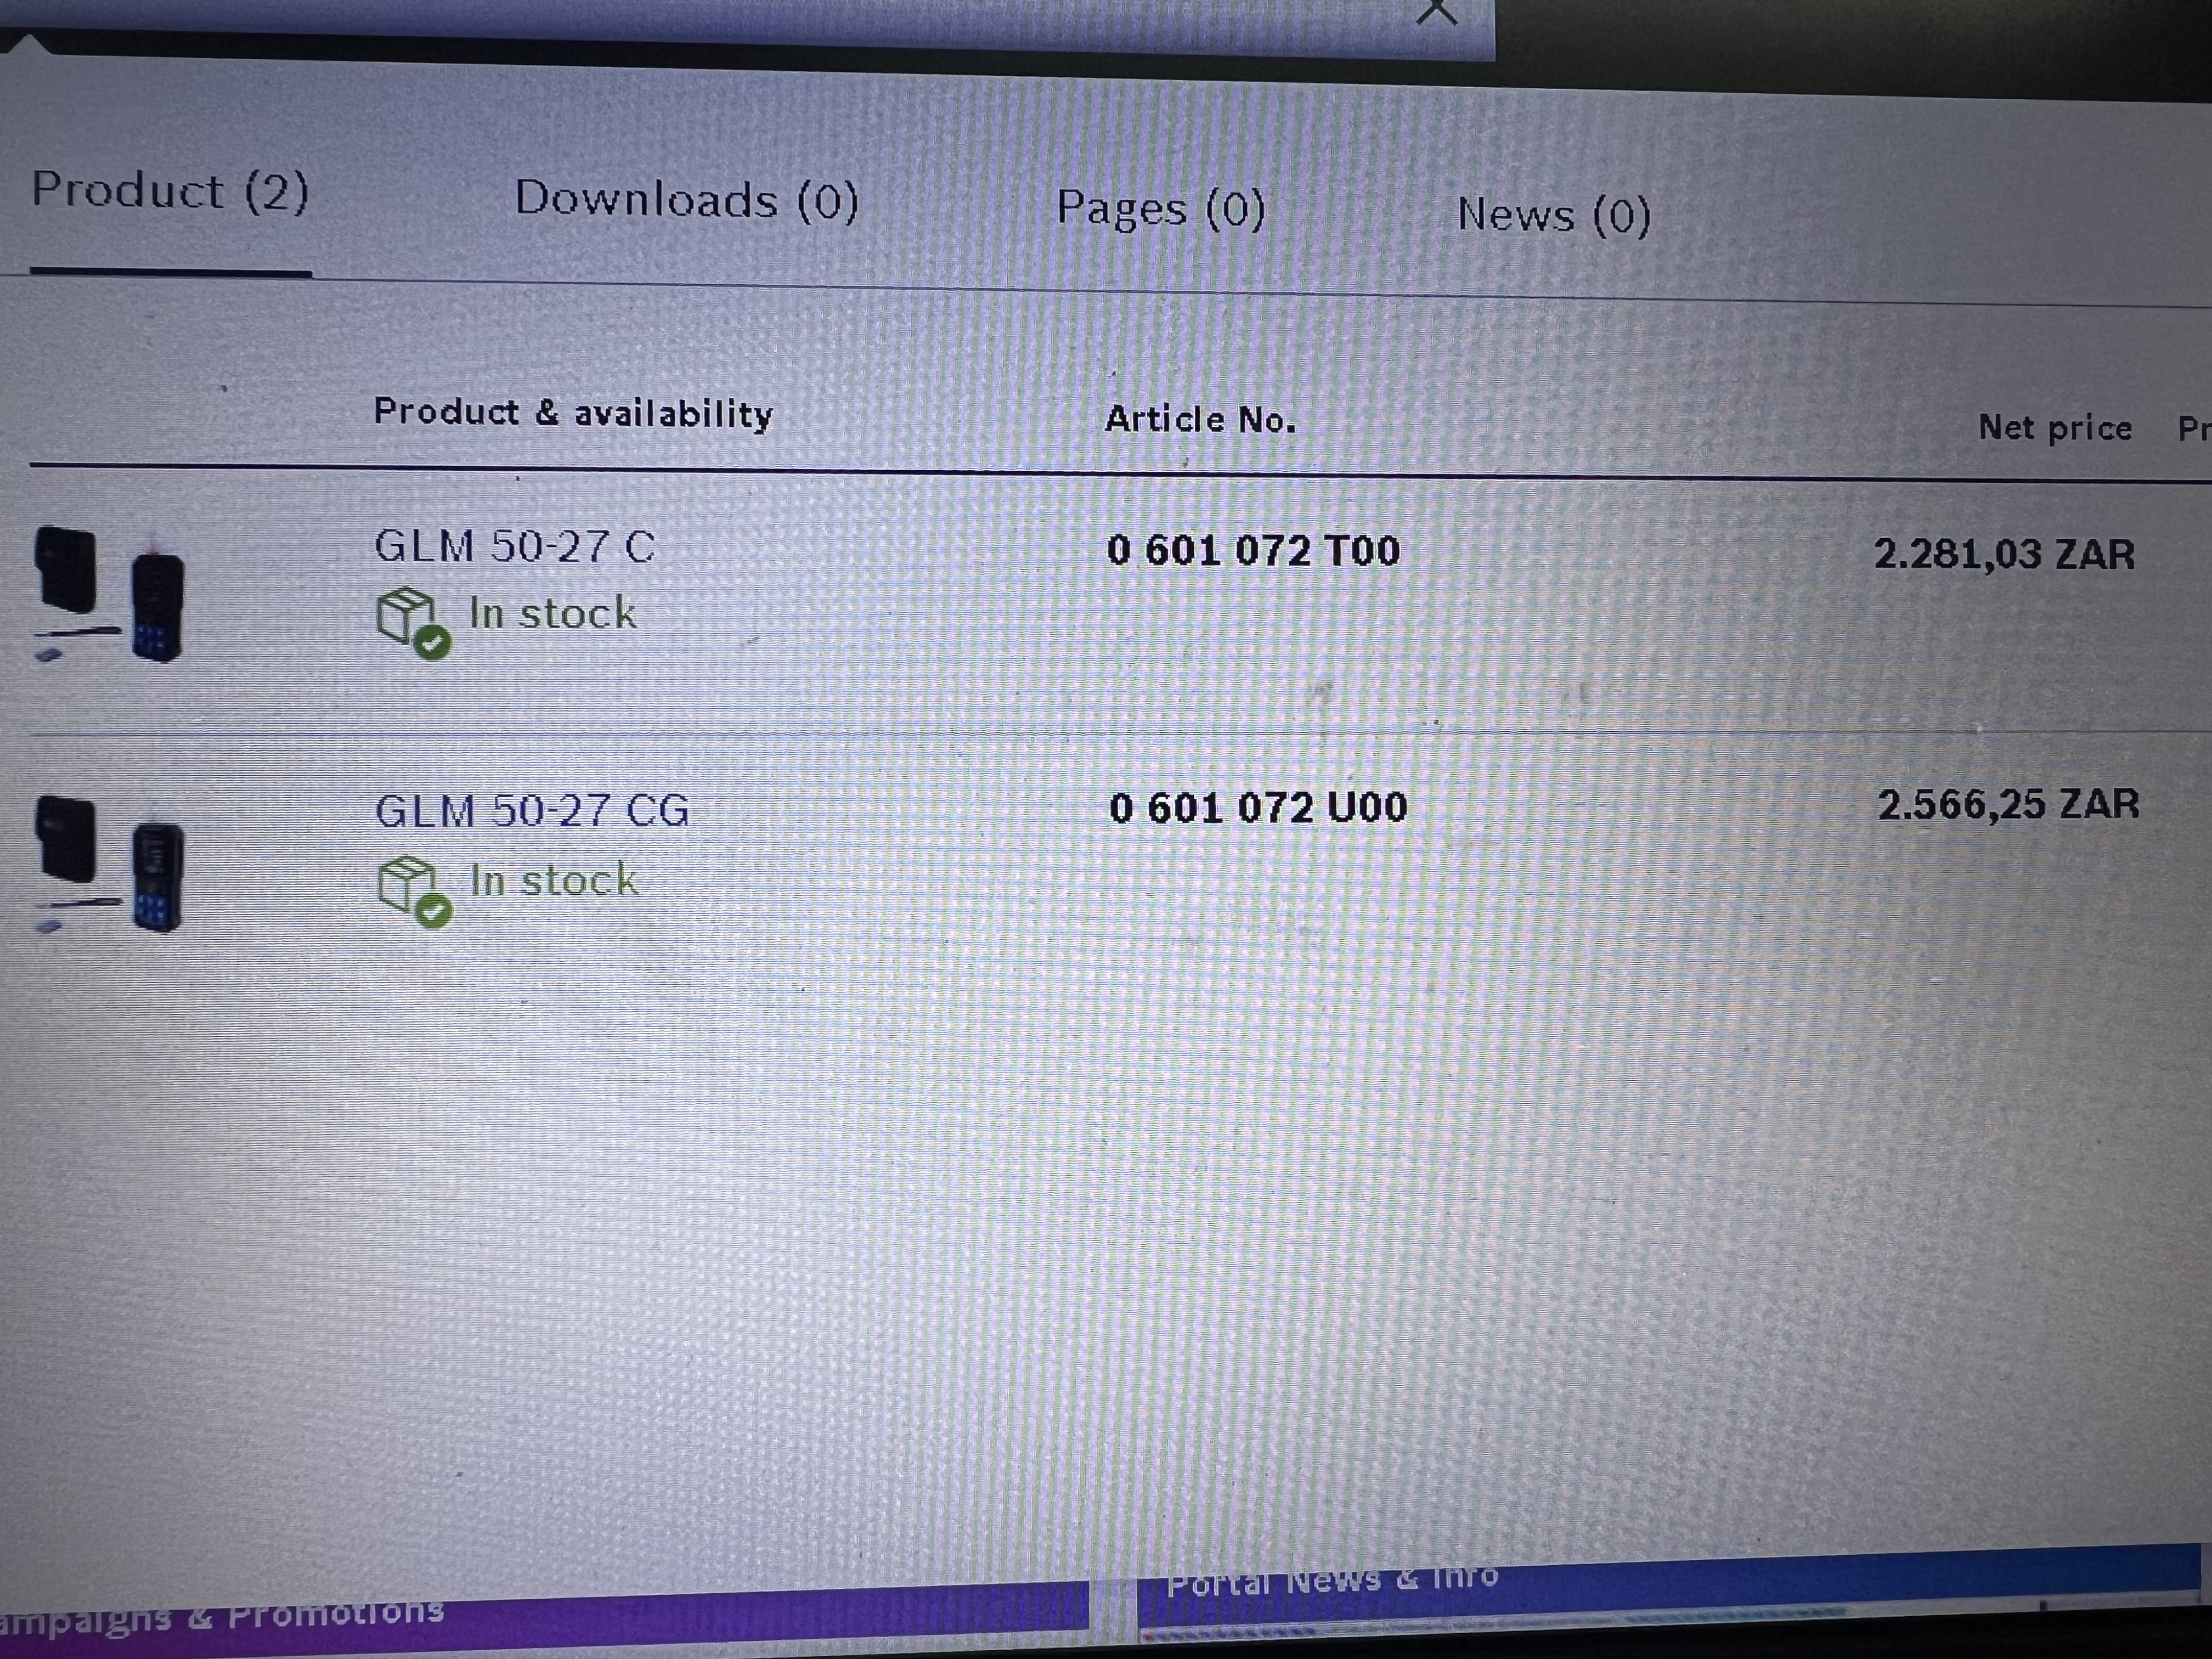 Product (2) Downloads (0) Pages (0) News (0)
Product & availability Article No. Net price
GLM 50-27 C 0 601 072 T00 2.281,03 ZAR
In stock
GLM 50-27 CG 0 601 072 U00 2.566,25 ZAR
In stock
Portal News & Info
& Promotions